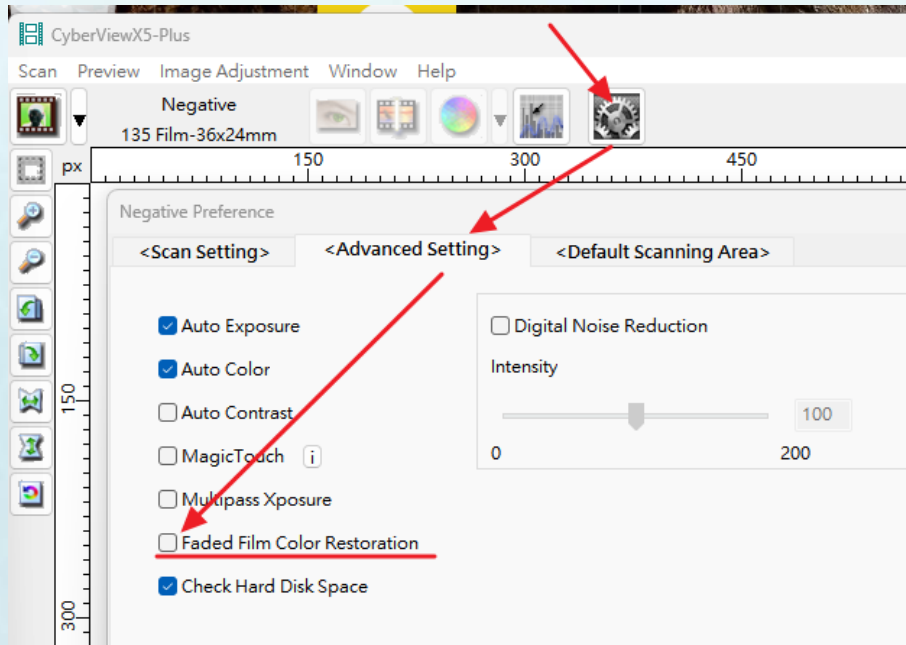 CyberViewX5-Plus
Scan Preview Image Adjustment Window Help
Negative
135 Film-36x24mm
px 150 300 450
Negative Preference
<Scan Setting> <Advanced Setting> <Default Scanning Area>
Auto Exposure Digital Noise Reduction
Auto Color Intensity
Auto Contrast 100
MagicTouch i 0 200
Multipass Xposure
Faded Film Color Restoration
Check Hard Disk Space
150
300